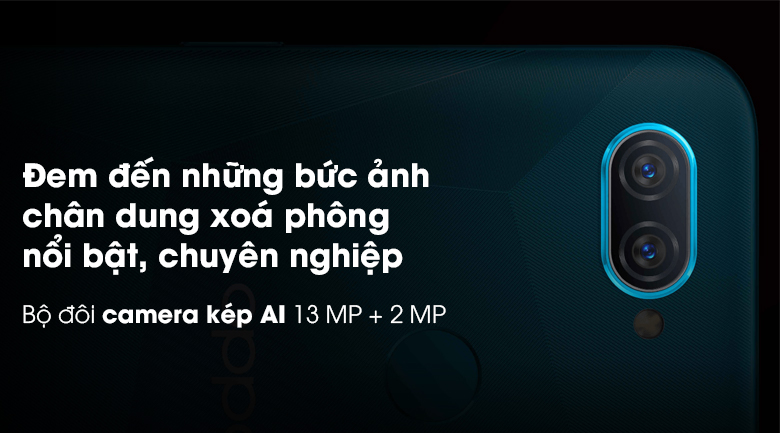 Đem đến những bức ảnh
chân dung xoá phông
nổi bật, chuyên nghiệp
Bộ đôi camera kép AI 13 MP + 2 MP
oppo